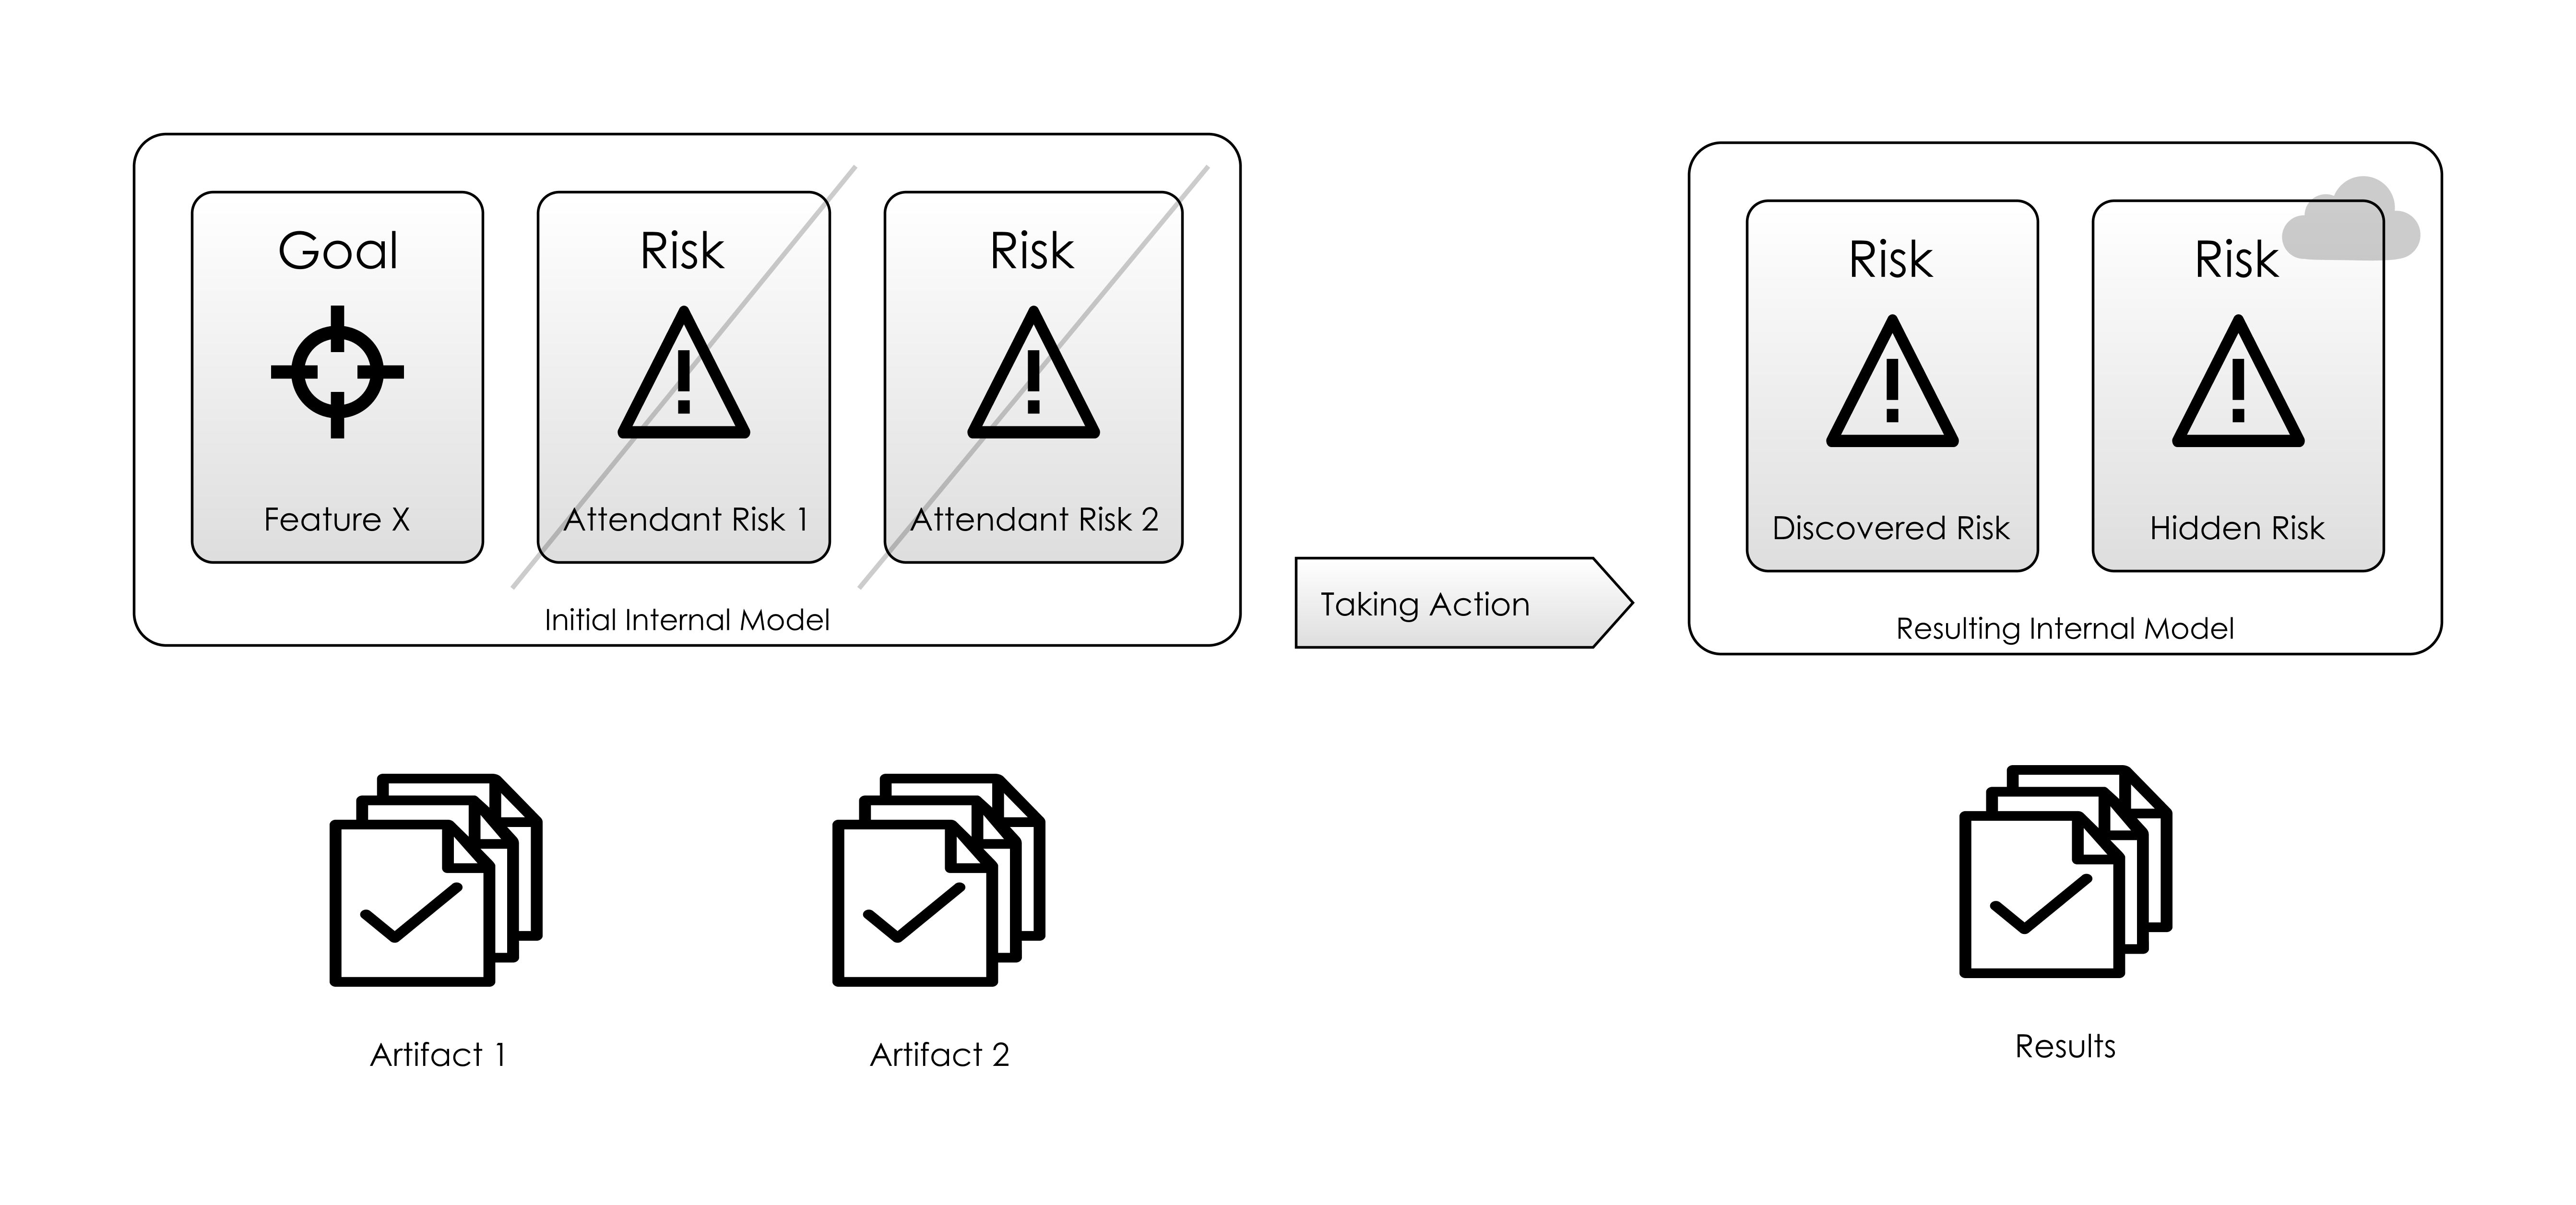 Goal
Feature X
Risk
Attendant Risk 1
Risk
Attendant Risk 2
Initial Internal Model
Taking Action
Risk
Discovered Risk
Risk
Hidden Risk
Resulting Internal Model
Artifact 1
Artifact 2
Results